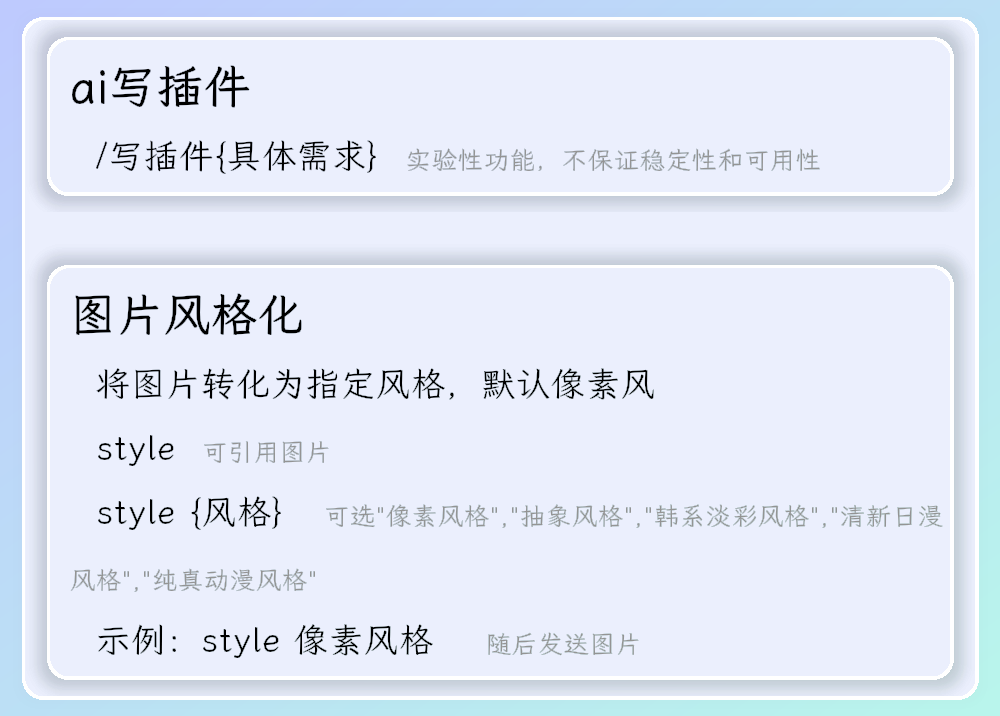 ai写插件
/写插件{具体需求} 实验性功能，不保证稳定性和可用性
图片风格化
将图片转化为指定风格，默认像素风
style 可引用图片
style {风格} 可选"像素风格","抽象风格","韩系淡彩风格","清新日漫
风格","纯真动漫风格"
示例：style 像素风格 随后发送图片